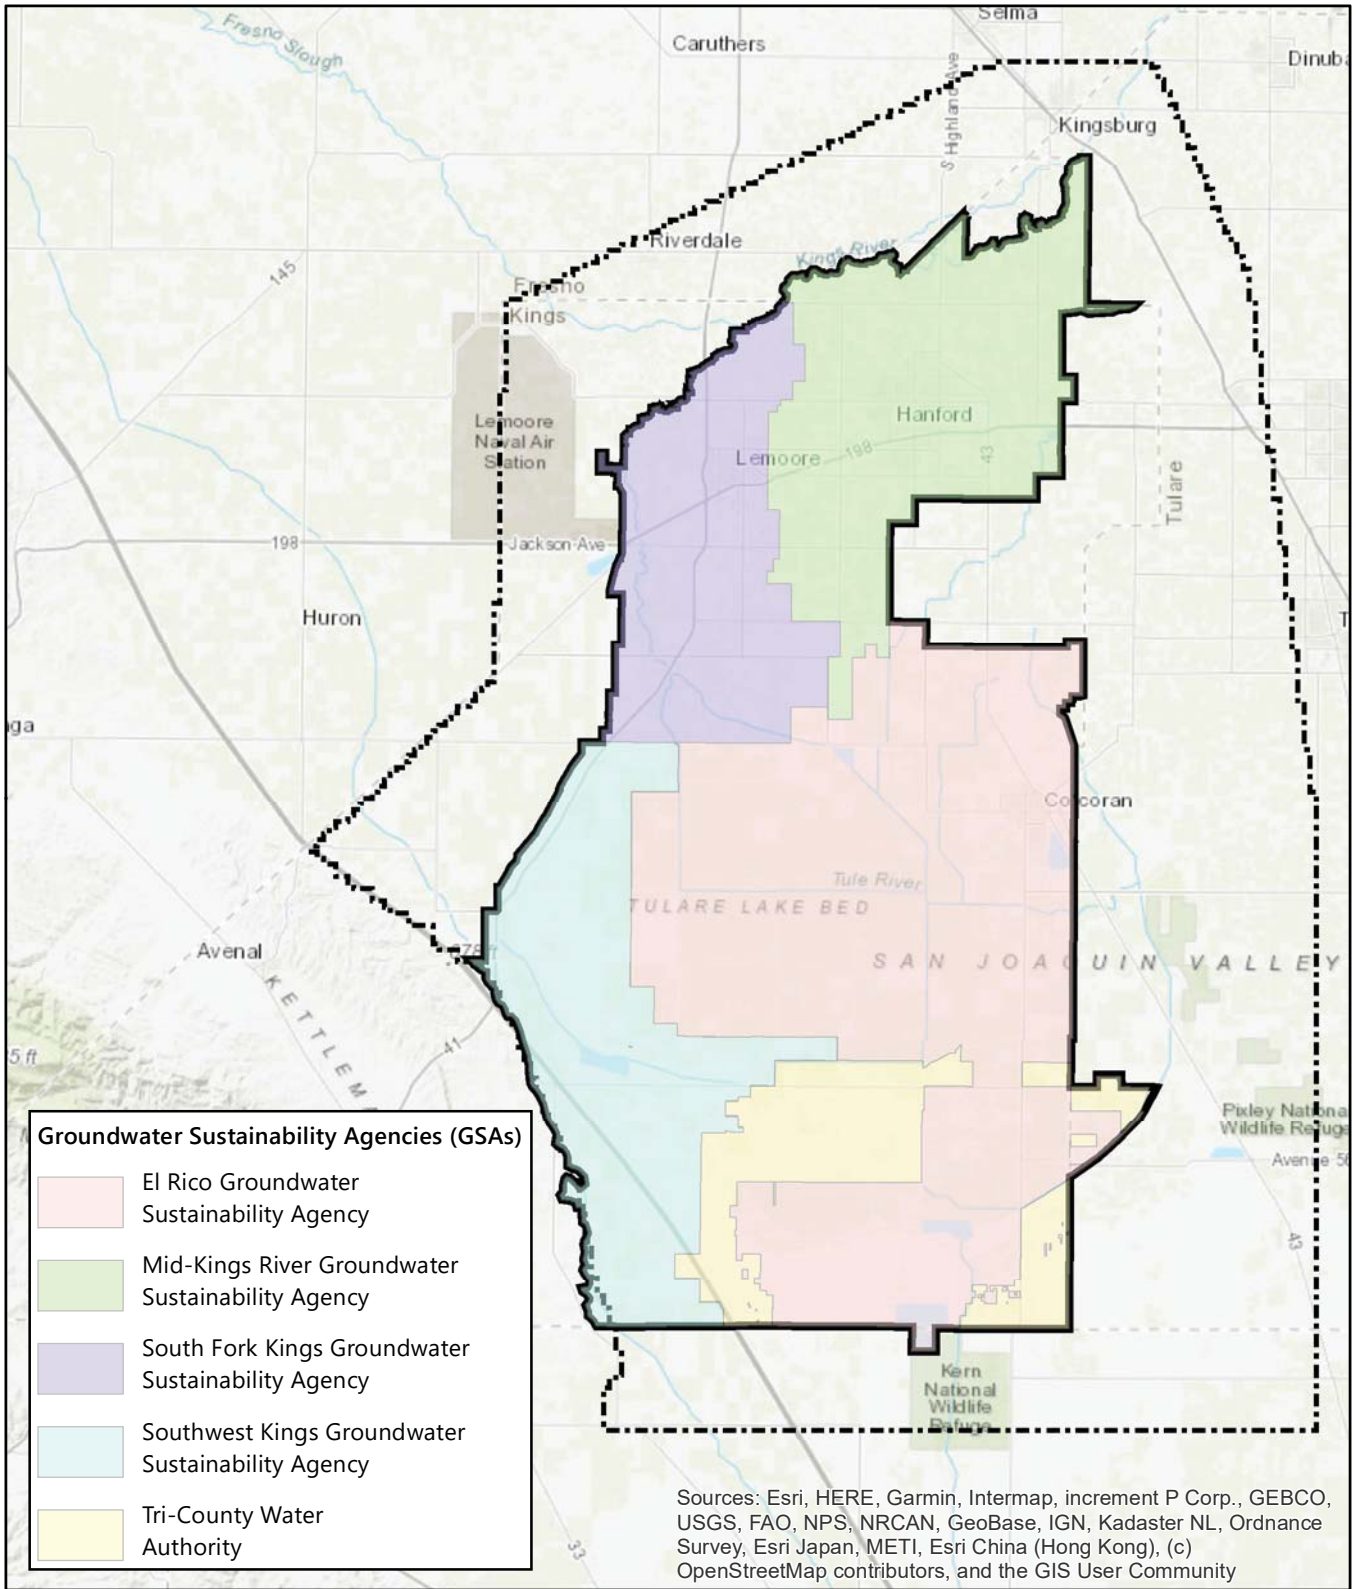 Selma
Fresno Slough
Caruthers
S Highland Ave
Kingsburg
Riverdale
Kings River
145
Fresno
Kings
Lemoore
Naval Air
Station
Hanford
Lemoore
198
43
Tulare
198
Jackson Ave
Huron
Corcoran
Tule River
TULARE LAKE BED
Avenal
SAN JOAQUIN VALLEY
41
5 ft
Pixley Nationa
Wildlife Refuge
Avenue 56
43
Groundwater Sustainability Agencies (GSAs)
El Rico Groundwater
Sustainability Agency
Mid-Kings River Groundwater
Sustainability Agency
South Fork Kings Groundwater
Sustainability Agency
Southwest Kings Groundwater
Sustainability Agency
Tri-County Water
Authority
Kern
National
Wildlife
Refuge
33
Sources: Esri, HERE, Garmin, Intermap, increment P Corp., GEBCO,
USGS, FAO, NPS, NRCAN, GeoBase, IGN, Kadaster NL, Ordnance
Survey, Esri Japan, METI, Esri China (Hong Kong), (c)
OpenStreetMap contributors, and the GIS User Community